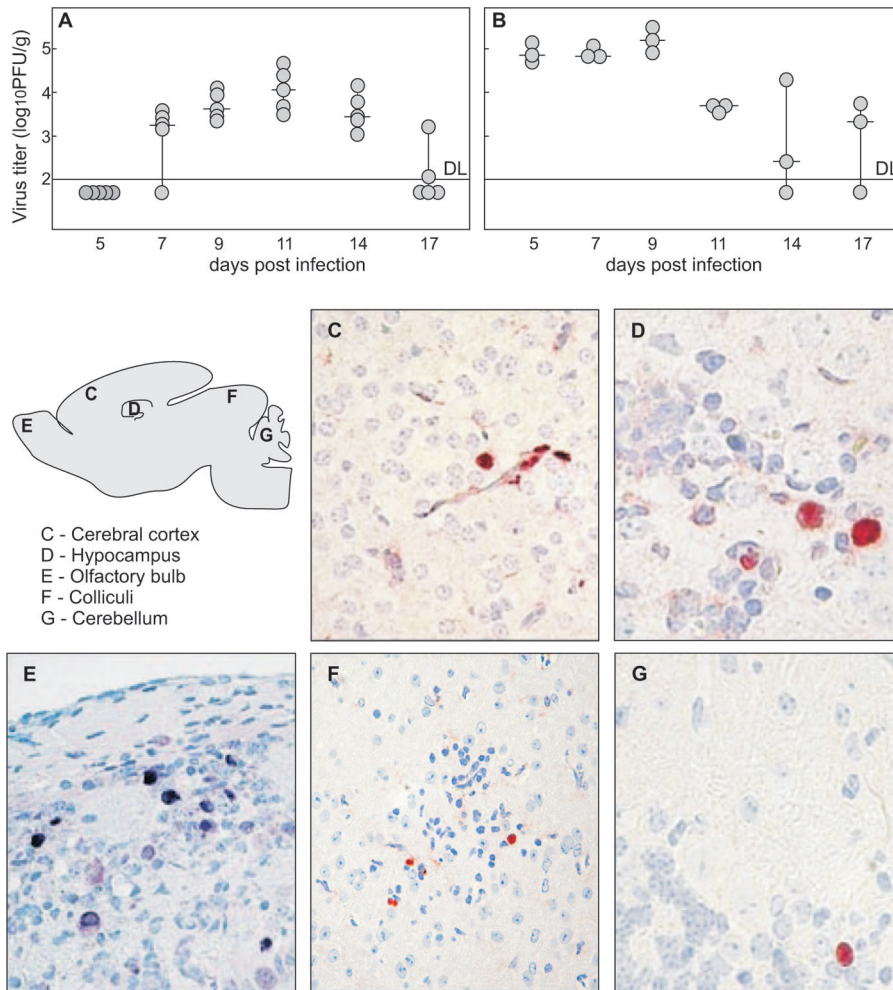 A
B
Virus titer (log10PFU/g)
5
4
3
2
DL
DL
5 7 9 11 14 17
5 7 9 11 14 17
days post infection
days post infection
C
D
C
D
E
F
G
C - Cerebral cortex
D - Hypocampus
E - Olfactory bulb
F - Colliculi
G - Cerebellum
E
F
G